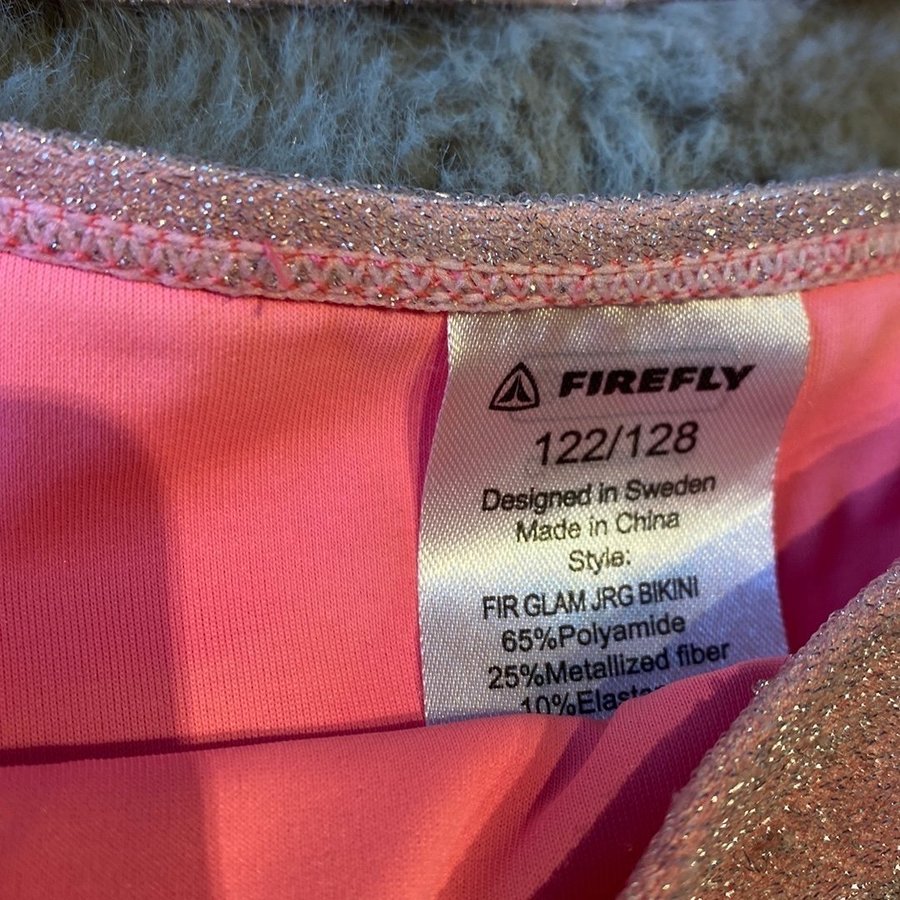 FIREFLY
122/128
Designed in Sweden
Made in China
Style:
FIR GLAM JRG BIKINI
65%Polyamide
25%Metallized fiber
10%